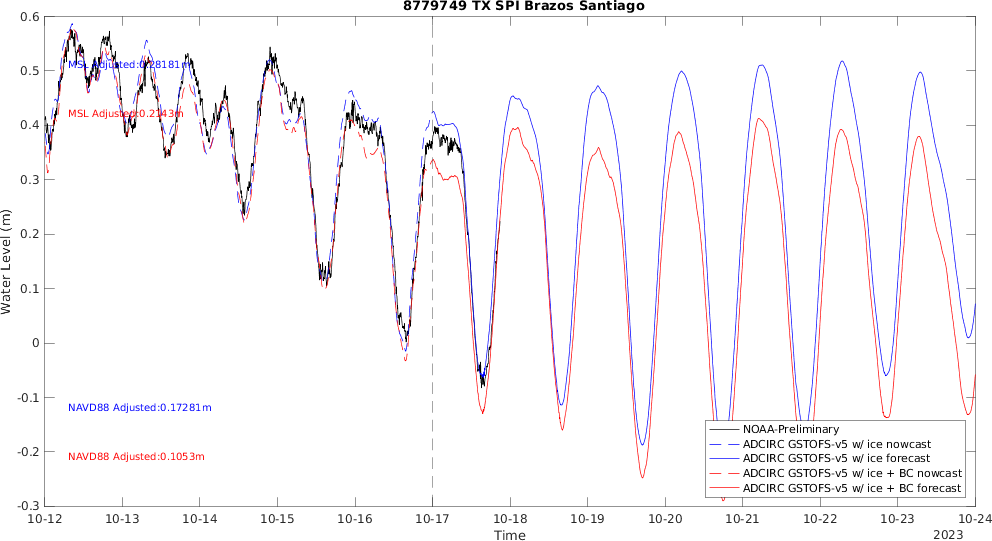 8779749 TX SPI Brazos Santiago
0.6
0.5
0.4
0.3
0.2
0.1
0
-0.1
-0.2
-0.3
Water Level (m)
MSL Adjusted:0.28181m
MSL Adjusted:0.2143m
NAVD88 Adjusted:0.17281m
NAVD88 Adjusted:0.1053m
NOAA-Preliminary
ADCIRC GSTOFS-v5 w/ ice nowcast
ADCIRC GSTOFS-v5 w/ ice forecast
ADCIRC GSTOFS-v5 w/ ice + BC nowcast
ADCIRC GSTOFS-v5 w/ ice + BC forecast
10-12 10-13 10-14 10-15 10-16 10-17 10-18 10-19 10-20 10-21 10-22 10-23 10-24
Time
2023